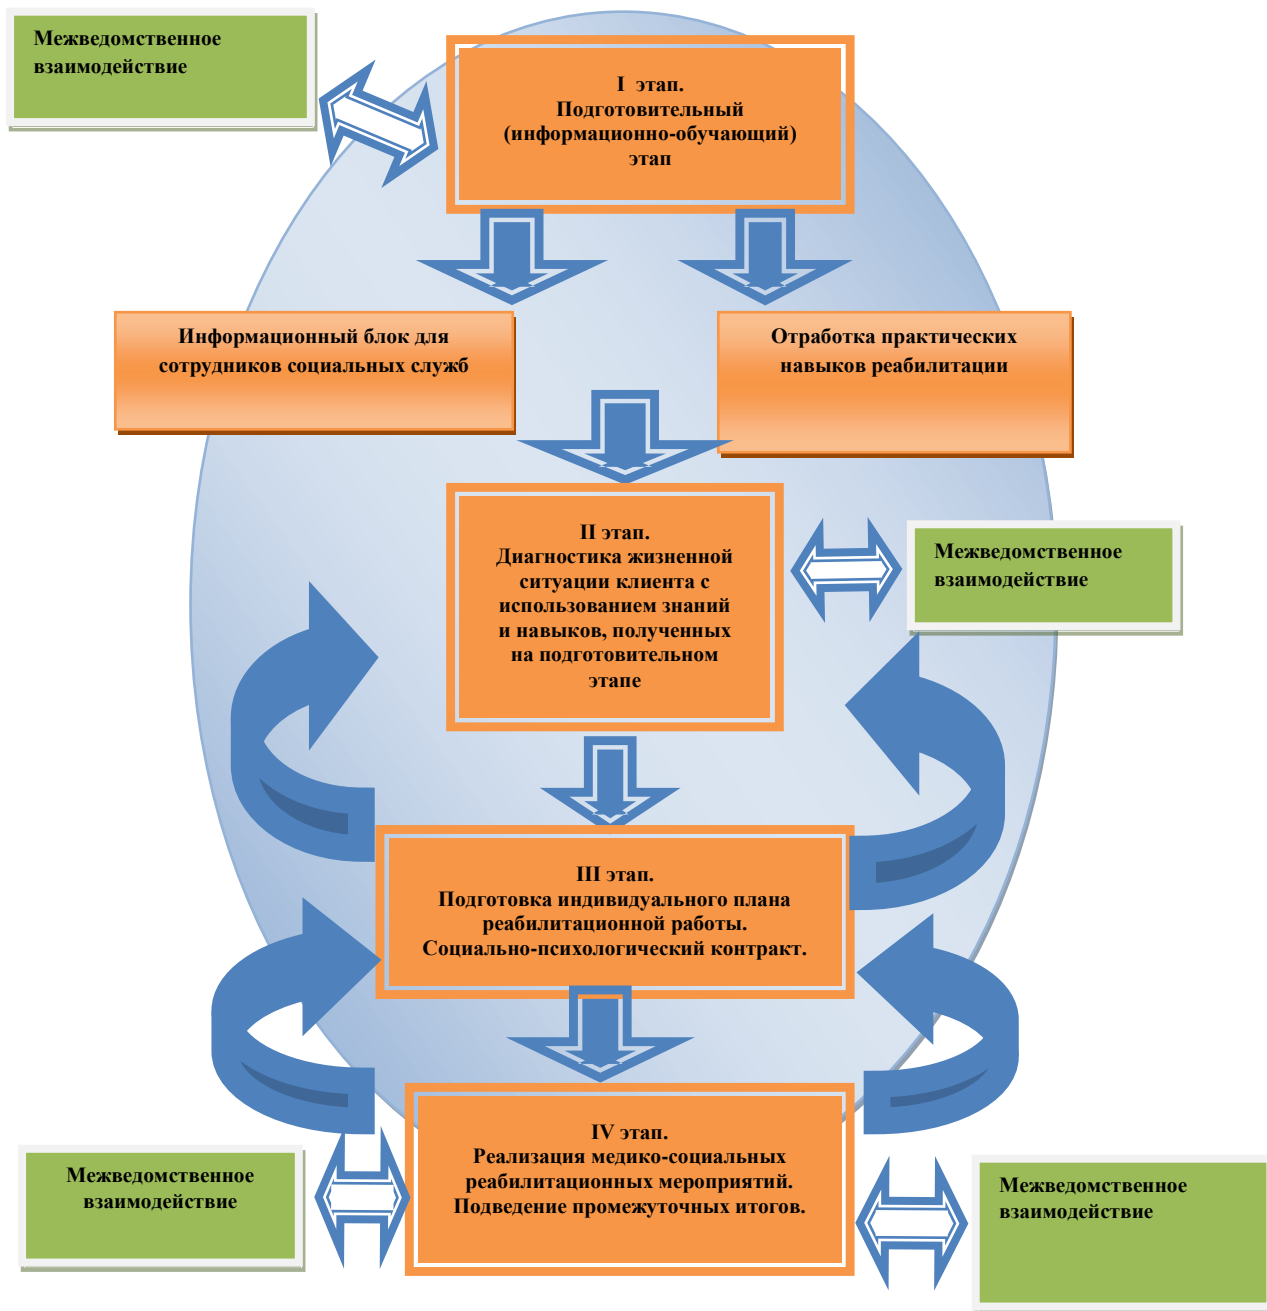 Межведомственное
взаимодействие
I этап.
Подготовительный
(информационно-обучающий)
этап
Информационный блок для
сотрудников социальных служб
Отработка практических
навыков реабилитации
II этап.
Диагностика жизненной
ситуации клиента с
использованием знаний
и навыков, полученных
на подготовительном
этапе
Межведомственное
взаимодействие
III этап.
Подготовка индивидуального плана
реабилитационной работы.
Социально-психологический контракт.
IV этап.
Реализация медико-социальных
реабилитационных мероприятий.
Подведение промежуточных итогов.
Межведомственное
взаимодействие
Межведомственное
взаимодействие